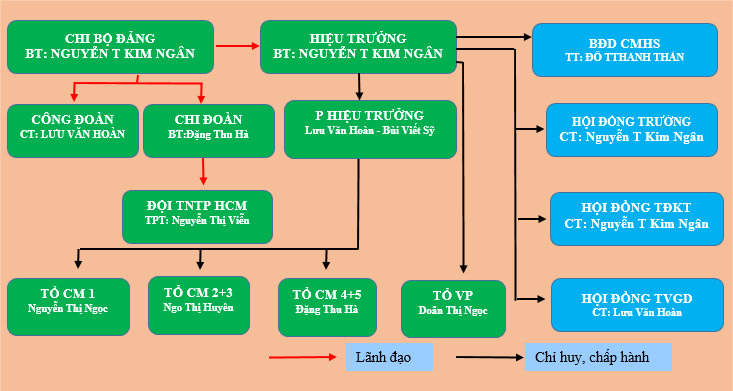 CHI BỘ ĐẢNG
BT: NGUYỄN T KIM NGÂN
HIỆU TRƯỞNG
BT: NGUYỄN T KIM NGÂN
BĐD CMHS
TT: ĐỖ TTHANH THẢN
CÔNG ĐOÀN
CT: LƯU VĂN HOÀN
CHI ĐOÀN
BT:Đặng Thu Hà
P HIỆU TRƯỞNG
Lưu Văn Hoàn - Bùi Viết Sỹ
HỘI ĐỒNG TRƯỜNG
CT: Nguyễn T Kim Ngân
ĐỘI TNTP HCM
TPT: Nguyễn Thị Viễn
HỘI ĐỒNG TĐKT
CT: Nguyễn T Kim Ngân
TỔ CM 1
Nguyễn Thị Ngọc
TỔ CM 2+3
Ngo Thị Huyên
TỔ CM 4+5
Đặng Thu Hà
TỔ VP
Doãn Thị Ngọc
HỘI ĐỒNG TVGD
CT: Lưu Văn Hoàn
Lãnh đạo
Chỉ huy, chấp hành